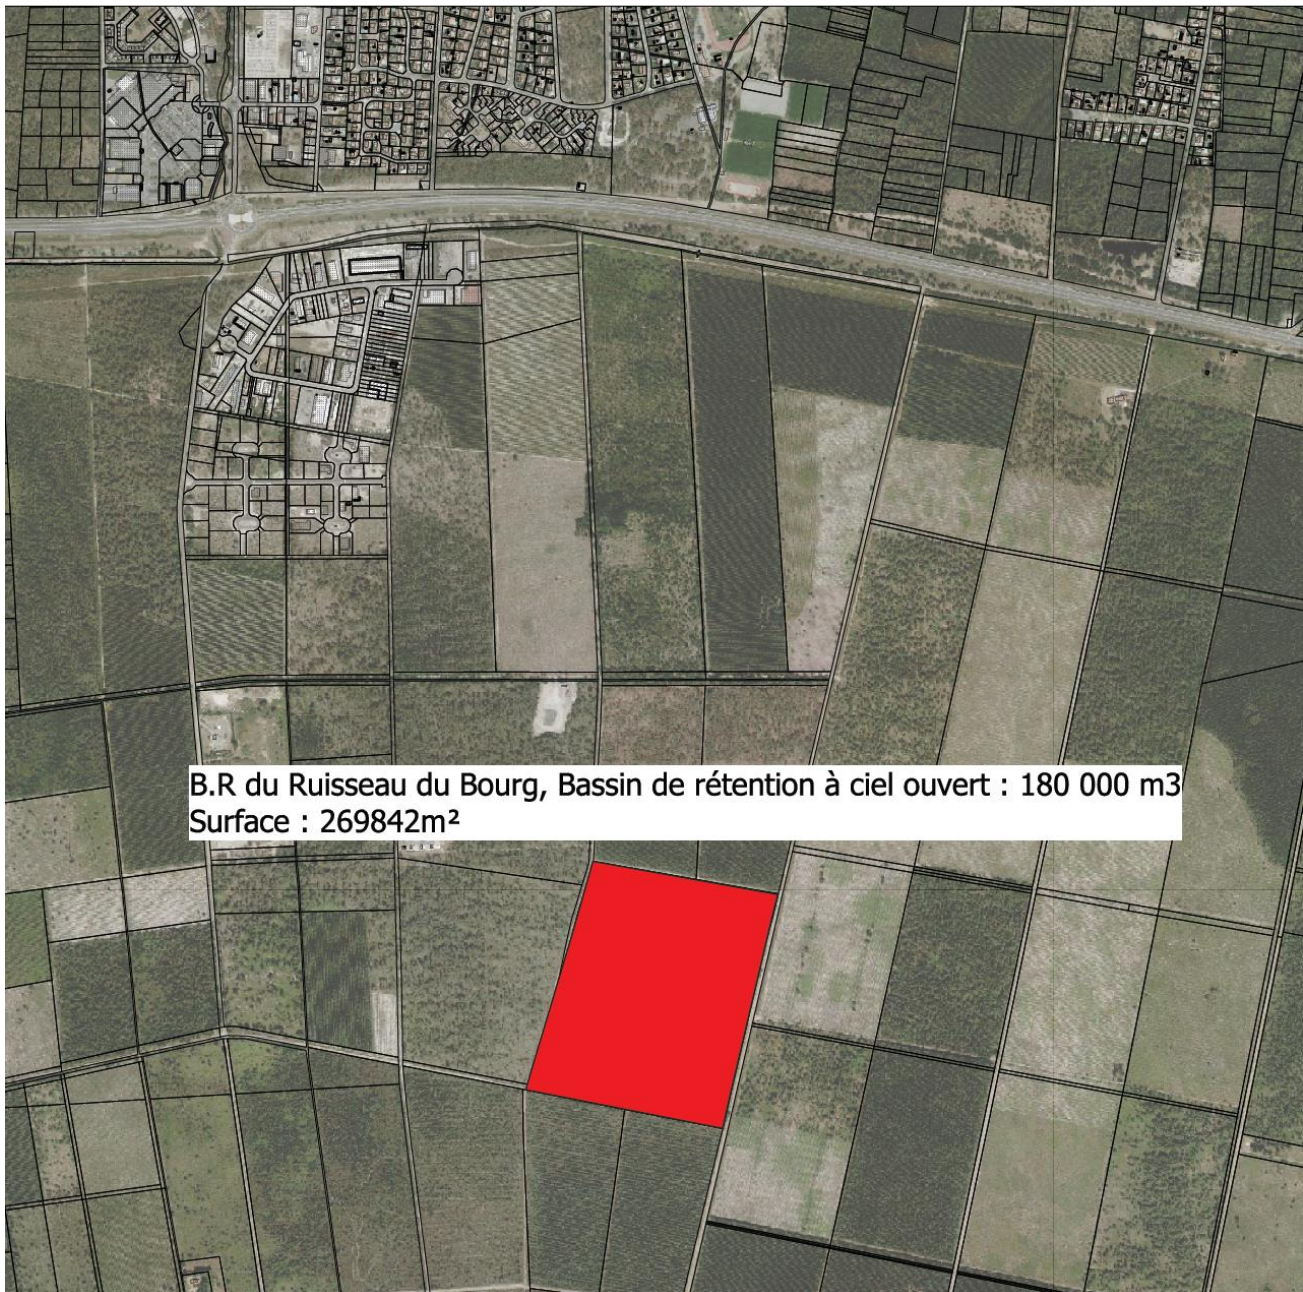 B.R du Ruisseau du Bourg, Bassin de rétention à ciel ouvert : 180 000 m3
Surface : 269842m²